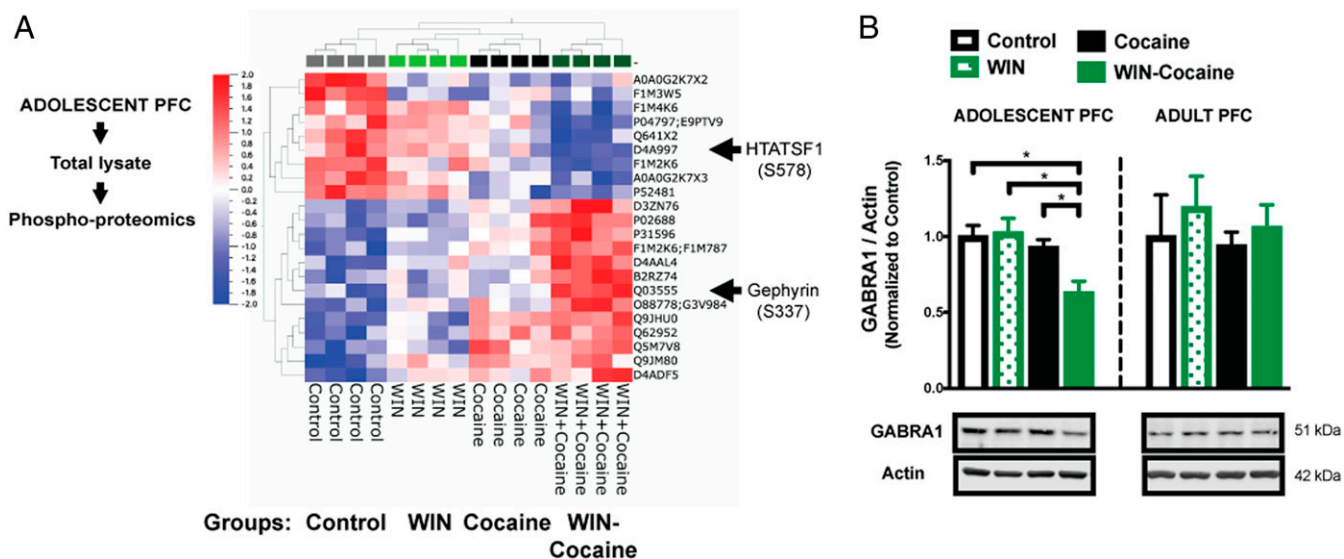 A
ADOLESCENT PFC
Total lysate
Phospho-proteomics
2.0
1.8
1.6
1.4
1.2
1.0
0.8
0.6
0.4
0.2
0.0
-0.2
-0.4
-0.6
-0.8
-1.0
-1.2
-1.4
-1.6
-1.8
-2.0
-
A0A0G2K7X2
F1M3W5
F1M4K6
P04797;E9PTV9
Q641X2
D4A997
F1M2K6
A0A0G2K7X3
P52481
D3ZN76
P02688
P31596
F1M2K6;F1M787
D4AAL4
B2RZ74
Q03555
O88778;G3V984
Q9JHU0
Q62952
Q5M7V8
Q9JM80
D4ADF5
HTATSF1
(S578)
Gephyrin
(S337)
Control
Control
Control
Control
WIN
WIN
WIN
WIN
Cocaine
Cocaine
Cocaine
Cocaine
WIN+Cocaine
WIN+Cocaine
WIN+Cocaine
WIN+Cocaine
Groups: Control WIN Cocaine WIN-
Cocaine
B
Control Cocaine
WIN WIN-Cocaine
ADOLESCENT PFC ADULT PFC
GABRA1 / Actin
(Normalized to Control)
1.5
1.0
0.5
0.0
*
*
*
GABRA1 51 kDa
Actin 42 kDa